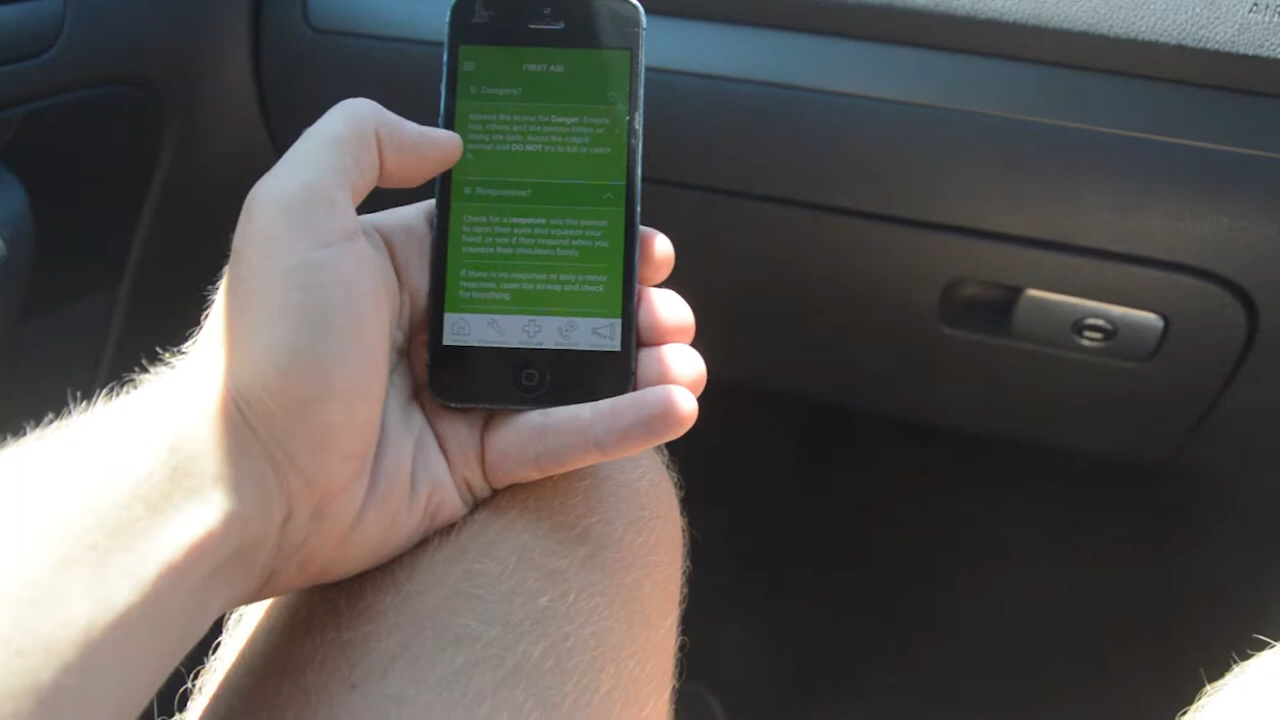 FIRST AID
D: Dangers?
Assess the scene for Danger. Ensure
you, others, and the person bitten or
stung are safe. Avoid the culprit
animal and DO NOT try to kill or catch
it.
R: Responsive?
Check for a response: ask the person
to open their eyes and squeeze your
hand, or see if they respond when you
squeeze their shoulders firmly.
If there is no response or only a minor
response, open the airway and check
for breathing.